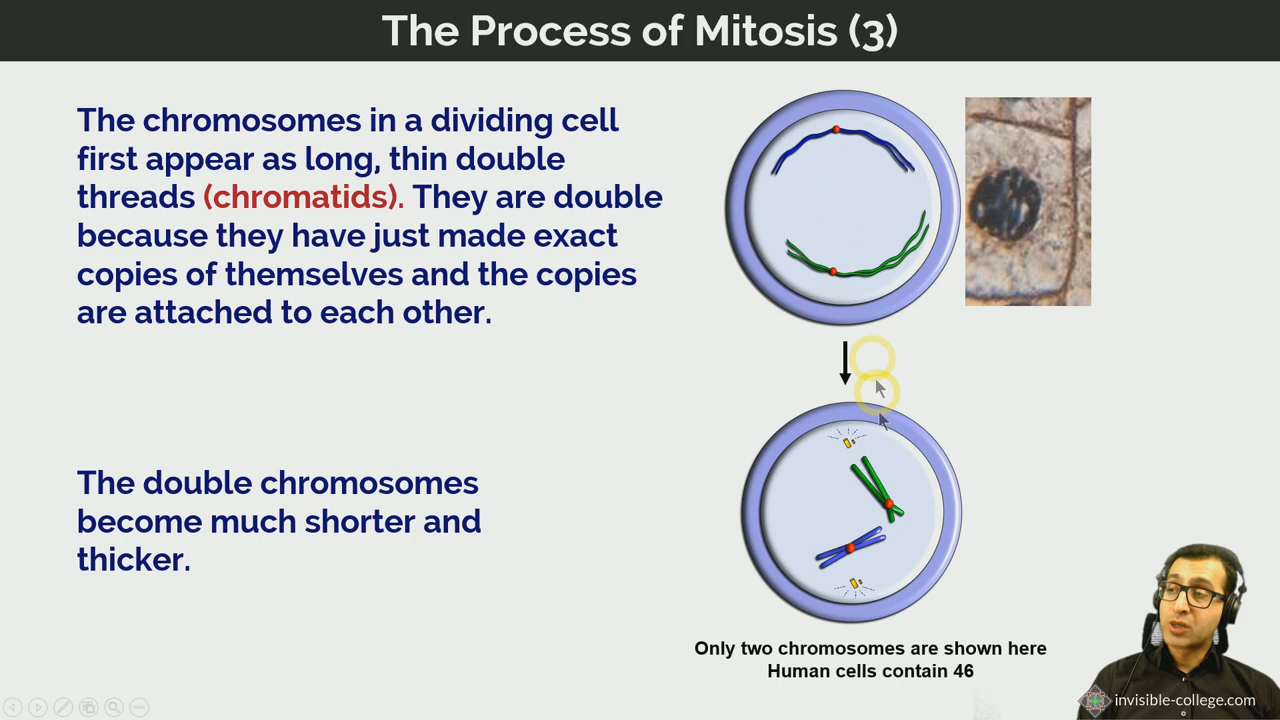 The Process of Mitosis (3)
The chromosomes in a dividing cell
first appear as long, thin double
threads (chromatids). They are double
because they have just made exact
copies of themselves and the copies
are attached to each other.
The double chromosomes
become much shorter and
thicker.
Only two chromosomes are shown here
Human cells contain 46
invisible-college.com